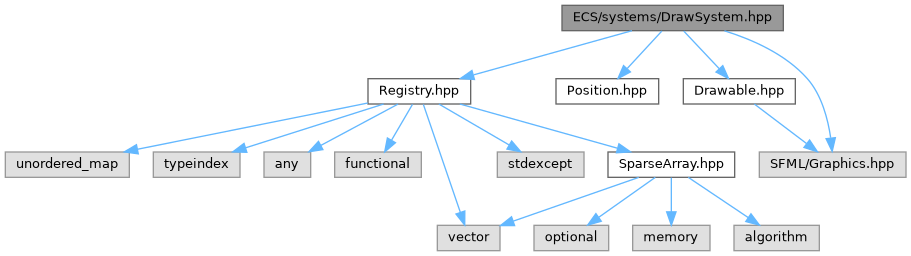 ECS/systems/DrawSystem.hpp
Registry.hpp
Position.hpp
Drawable.hpp
unordered_map
typeindex
any
functional
stdexcept
SparseArray.hpp
SFML/Graphics.hpp
vector
optional
memory
algorithm